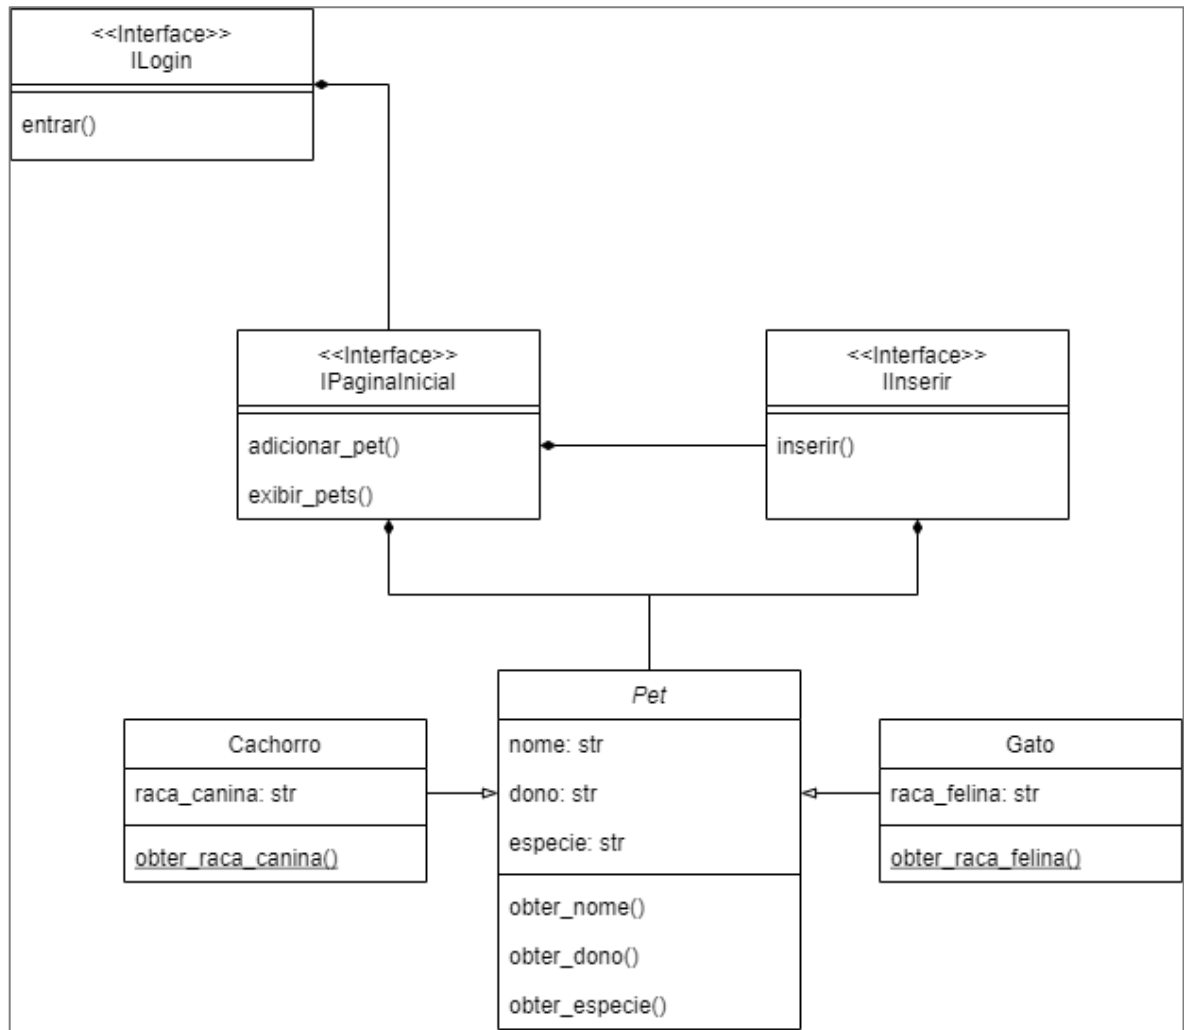 <<Interface>>
ILogin
entrar()
<<Interface>>
IPaginaInicial
adicionar_pet()
exibir_pets()
<<Interface>>
IInserir
inserir()
Pet
nome: str
dono: str
especie: str
obter_nome()
obter_dono()
obter_especie()
Cachorro
raca_canina: str
obter_raca_canina()
Gato
raca_felina: str
obter_raca_felina()